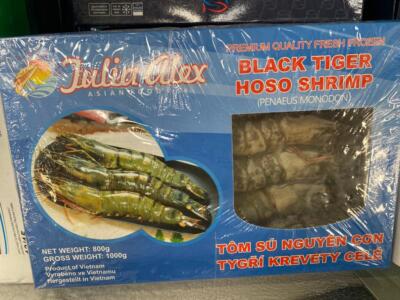 Julia Alex
ASIAN FOODS
PREMIUM QUALITY FRESH FROZEN
BLACK TIGER
HOSO SHRIMP
(PENAEUS MONODON)
NET WEIGHT: 800g
GROSS WEIGHT: 1000g
Product of Vietnam
Vyrobeno ve Vietnamu
Hergestellt in Vietnam
TÔM SÚ NGUYÊN CON
TYGŘÍ KREVETY CELÉ